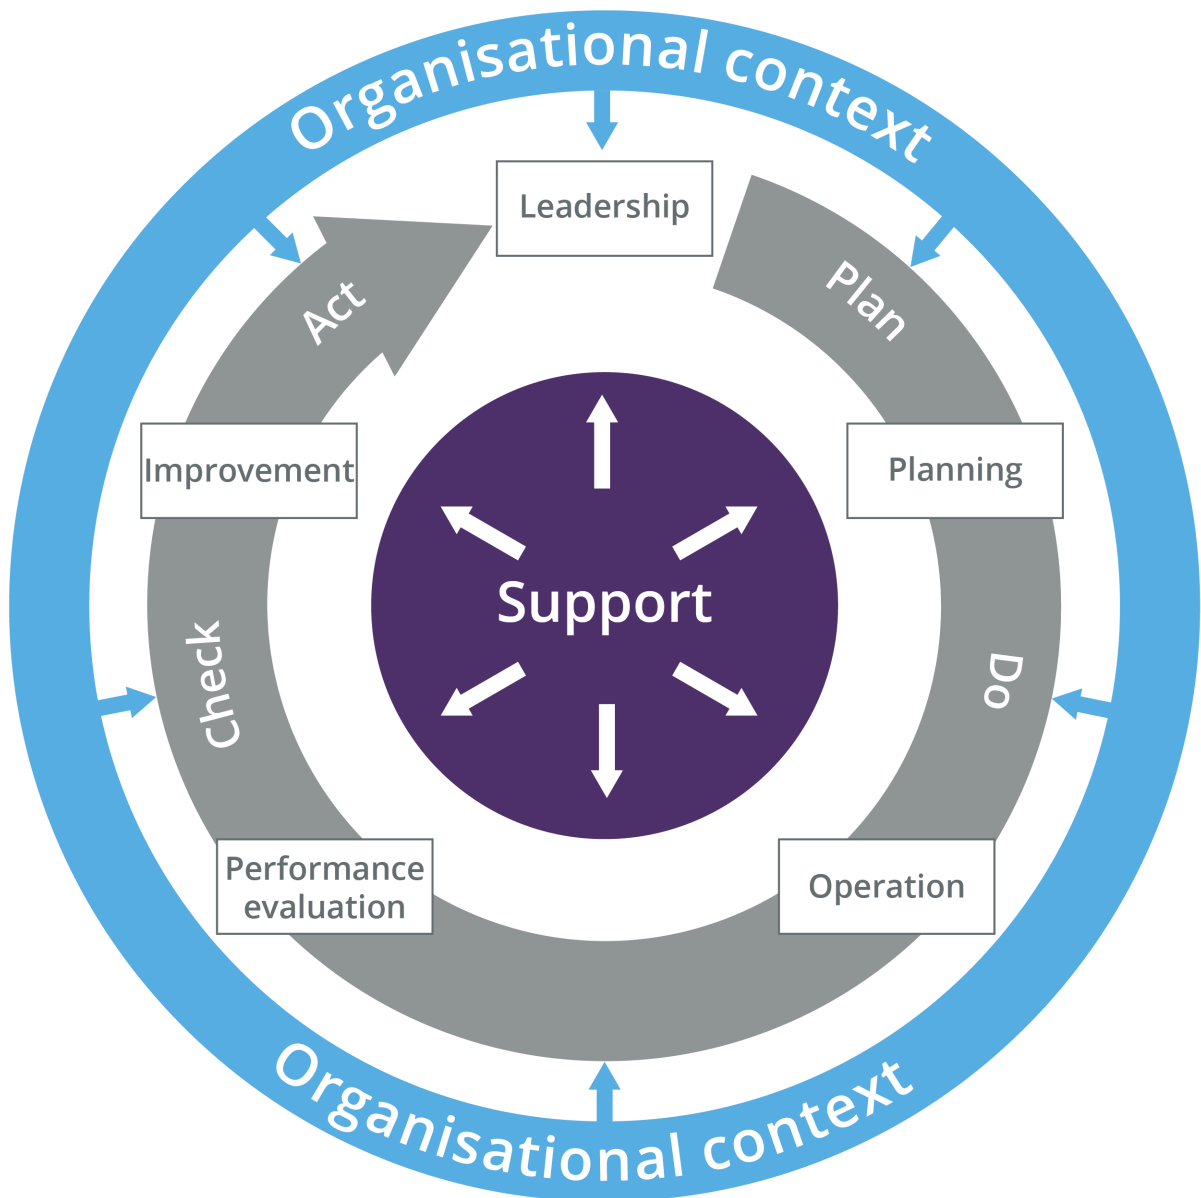 Organisational context
Leadership
Act
Plan
Improvement
Planning
Support
Check
Do
Performance
evaluation
Operation
Organisational context